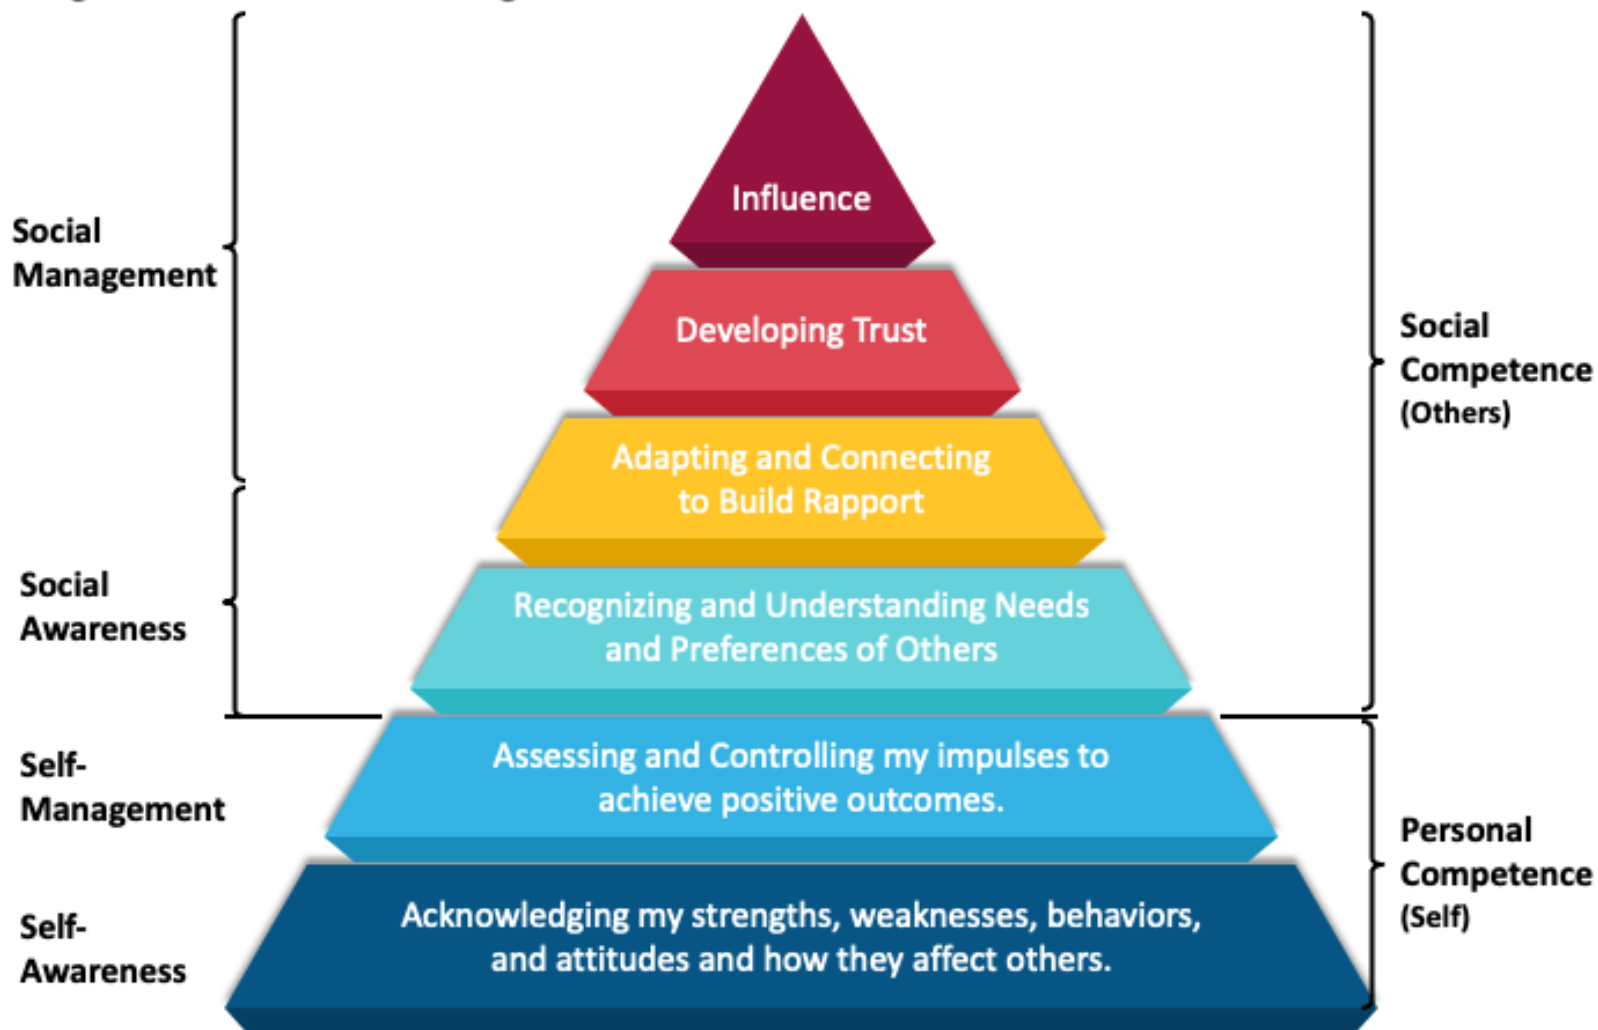 Influence
Social
Management
Developing Trust
Social
Competence
(Others)
Adapting and Connecting
to Build Rapport
Social
Awareness
Recognizing and Understanding Needs
and Preferences of Others
Self-
Management
Assessing and Controlling my impulses to
achieve positive outcomes.
Personal
Competence
(Self)
Self-
Awareness
Acknowledging my strengths, weaknesses, behaviors,
and attitudes and how they affect others.